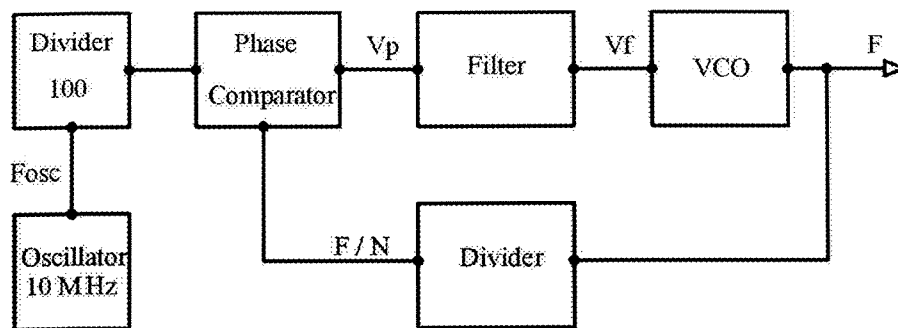 Divider
100
Phase
Comparator
Vp
Filter
Vf
VCO
F
Fosc
Oscillator
10 MHz
F / N
Divider